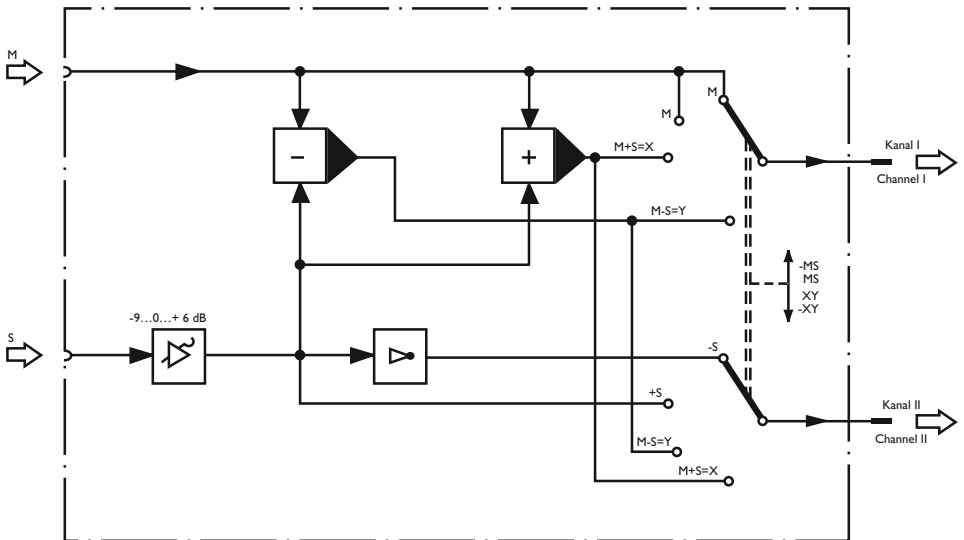 M
M
M
Kanal I
Channel I
–
+
M+S=X
M-S=Y
-MS
MS
XY
-XY
-9…0…+ 6 dB
S
-S
+S
Kanal II
Channel II
M-S=Y
M+S=X